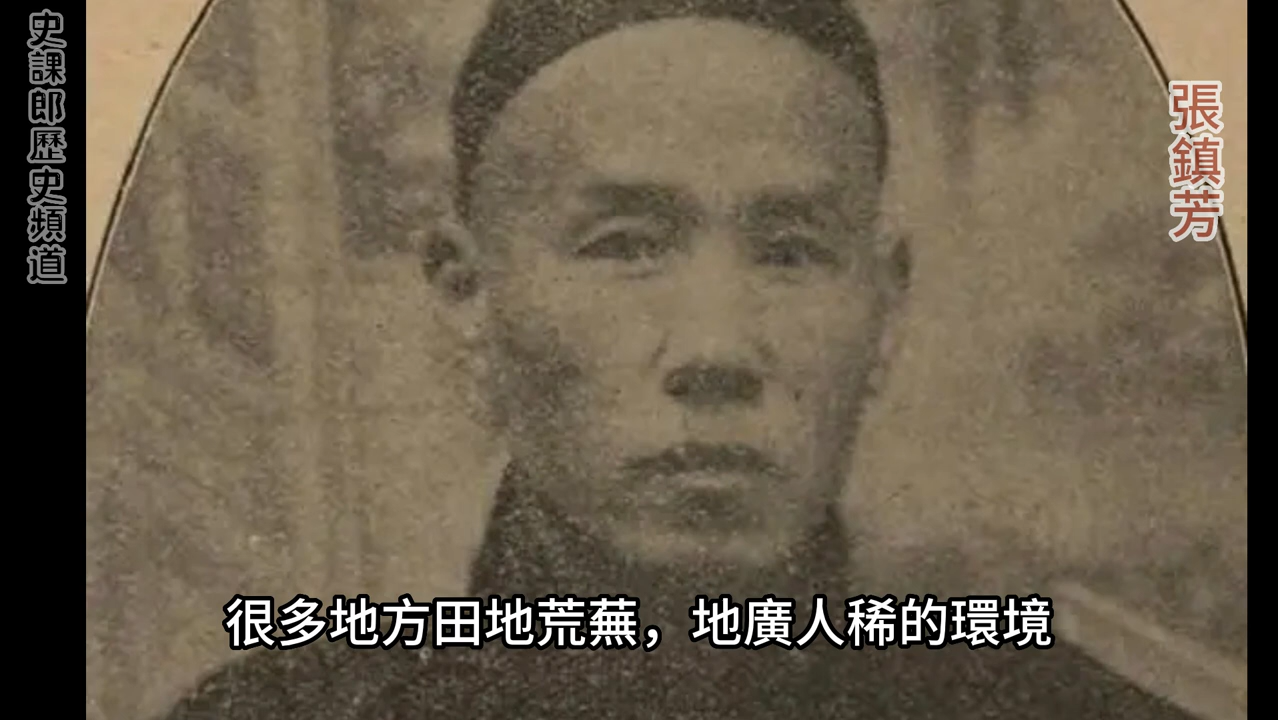 史課郎歷史頻道
張鎮芳
很多地方田地荒蕪，地廣人稀的環境